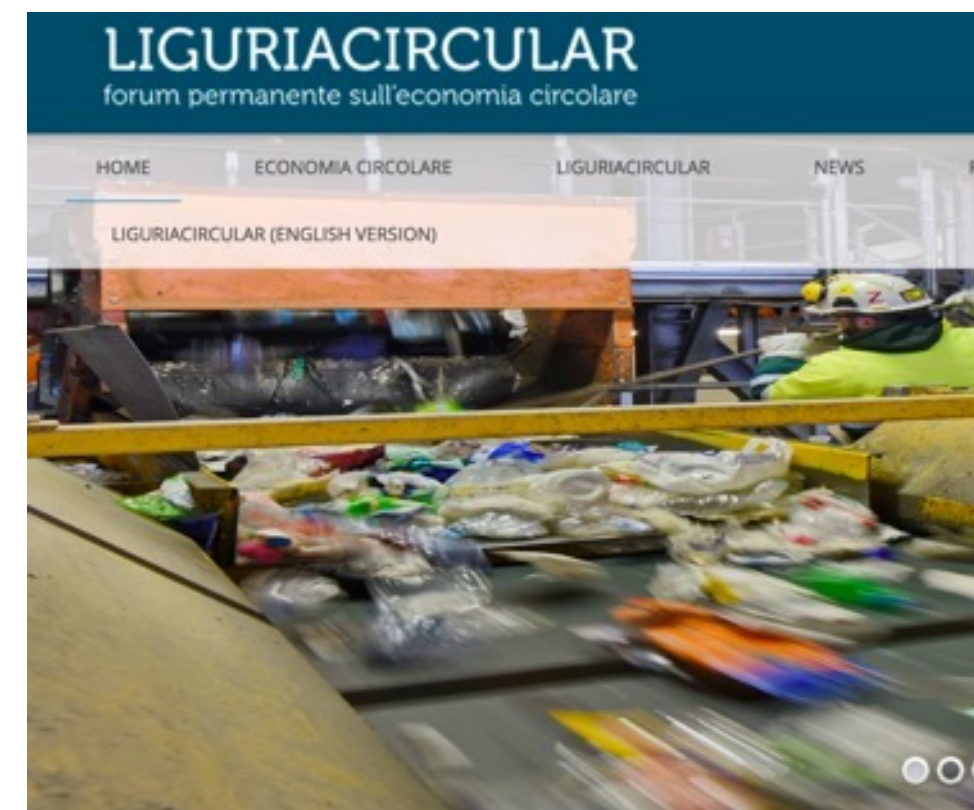 LIGURIACIRCULAR
forum permanente sull'economia circolare
HOME ECONOMIA CIRCOLARE LIGURIACIRCULAR NEWS
LIGURIACIRCULAR (ENGLISH VERSION)
Z